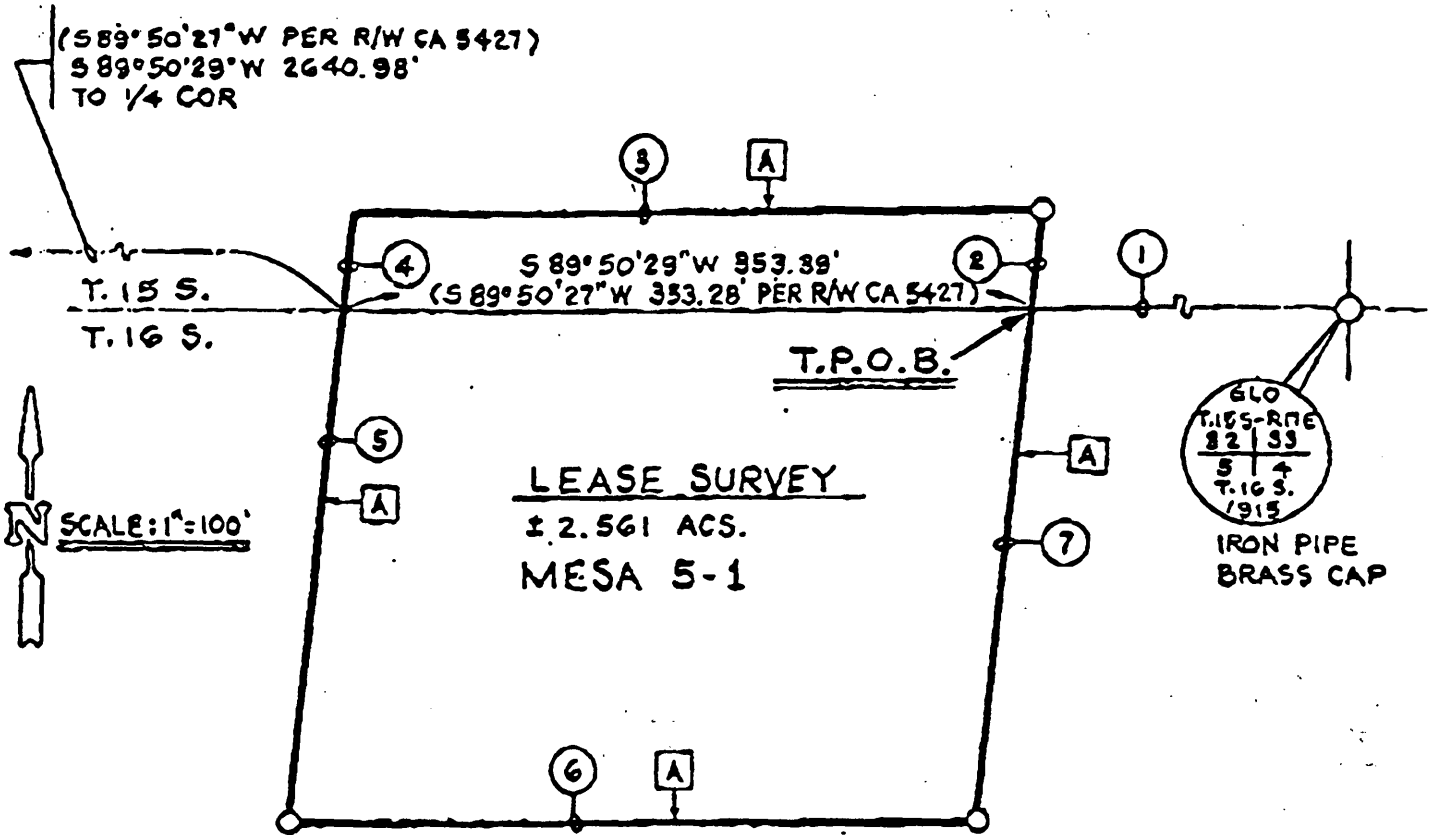 (S 89°50'27"W PER R/W CA 5427)
S 89°50'29"W 2640.98'
TO 1/4 COR
3
A
4
S 89°50'29"W 353.39'
2
1
(S 89°50'27"W 353.28' PER R/W CA 5427)
T. 15 S.
T. 16 S.
T.P.O.B.
GLO
T.15S-R17E
32 33
5 4
T.16 S.
1915
IRON PIPE
BRASS CAP
5
A
A
LEASE SURVEY
± 2.561 ACS.
MESA 5-1
7
N
SCALE: 1"=100'
6
A